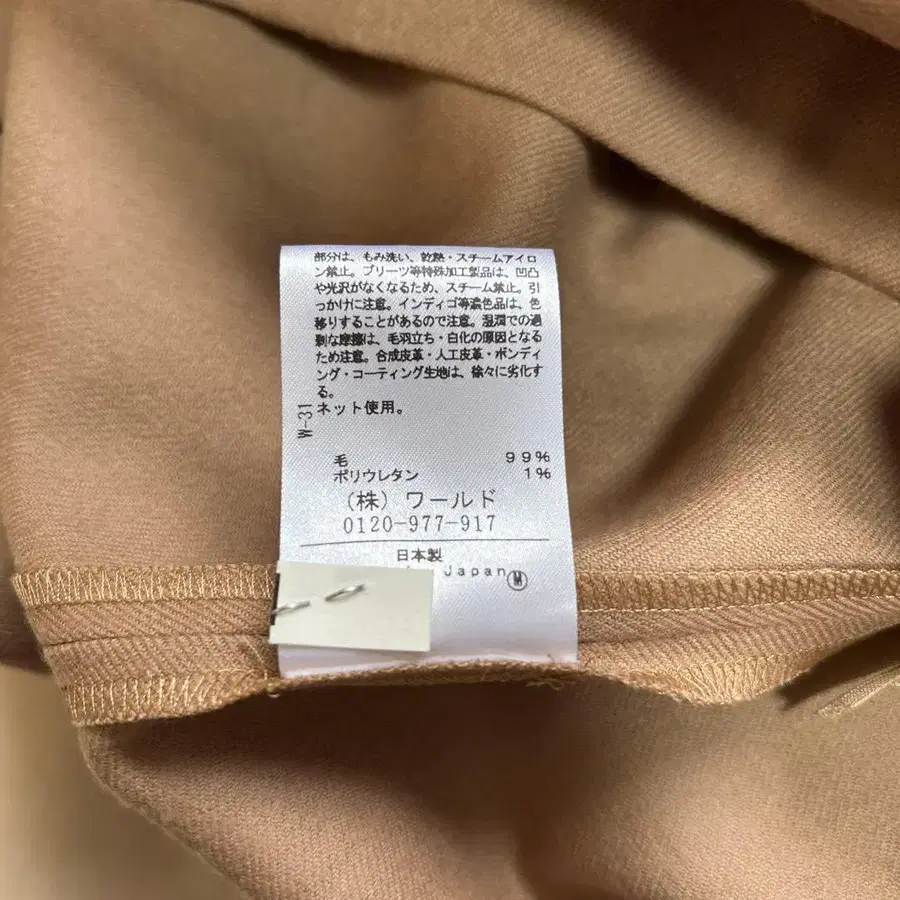 部分は、もみ洗い、乾熱・スチームアイロ
ン禁止。プリーツ等特殊加工製品は、凹凸
や光沢がなくなるため、スチーム禁止。引
っかけに注意。インディゴ等濃色品は、色
移りすることがあるので注意。湿潤での過
剰な摩擦は、毛羽立ち・白化の原因となる
ため注意。合成皮革・人工皮革・ボンディ
ング・コーティング生地は、徐々に劣化す
る。
ネット使用。
W-31
毛 99%
ポリウレタン 1%
(株)ワールド
0120-977-917
日本製
Japan Ⓜ